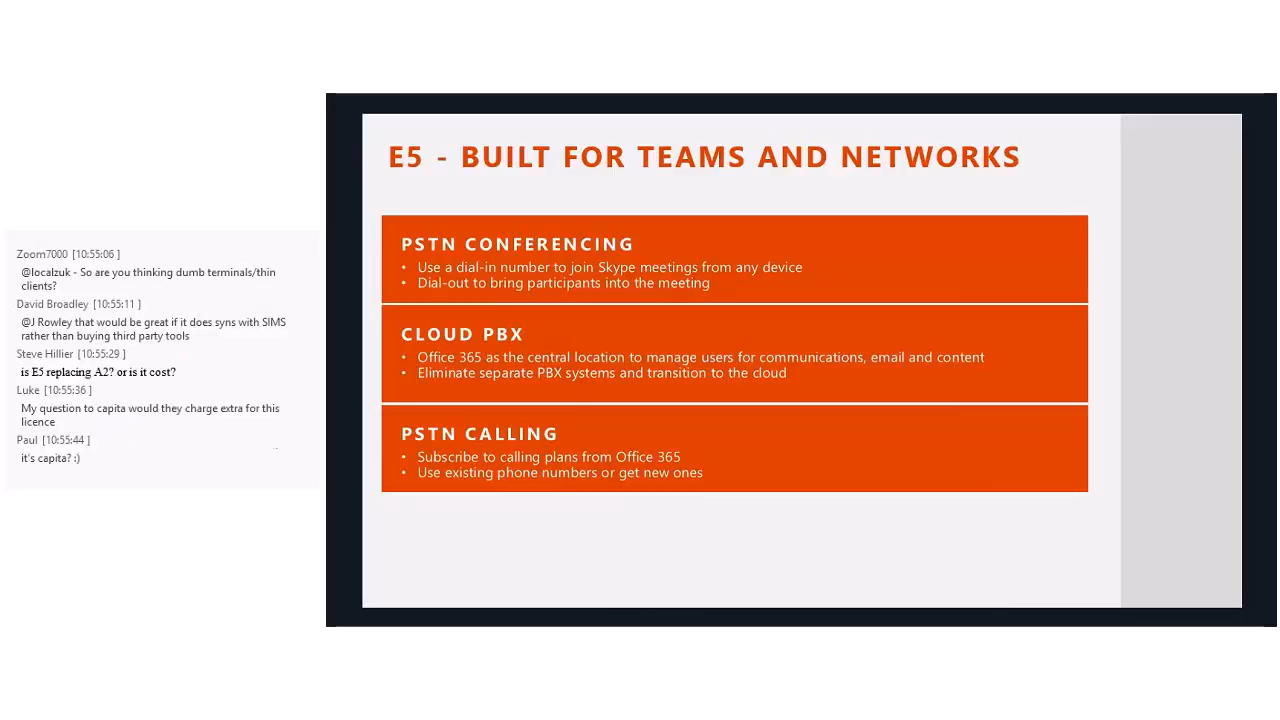 Zoom7000 [10:55:06 ]
@localzuk - So are you thinking dumb terminals/thin
clients?
David Broadley [10:55:11 ]
@J Rowley that would be great if it does syns with SIMS
rather than buying third party tools
Steve Hillier [10:55:29 ]
is E5 replacing A2? or is it cost?
Luke [10:55:36 ]
My question to capita would they charge extra for this
licence
Paul [10:55:44 ]
it's capita? :)
E5 - BUILT FOR TEAMS AND NETWORKS
PSTN CONFERENCING
• Use a dial-in number to join Skype meetings from any device
• Dial-out to bring participants into the meeting
CLOUD PBX
• Office 365 as the central location to manage users for communications, email and content
• Eliminate separate PBX systems and transition to the cloud
PSTN CALLING
• Subscribe to calling plans from Office 365
• Use existing phone numbers or get new ones